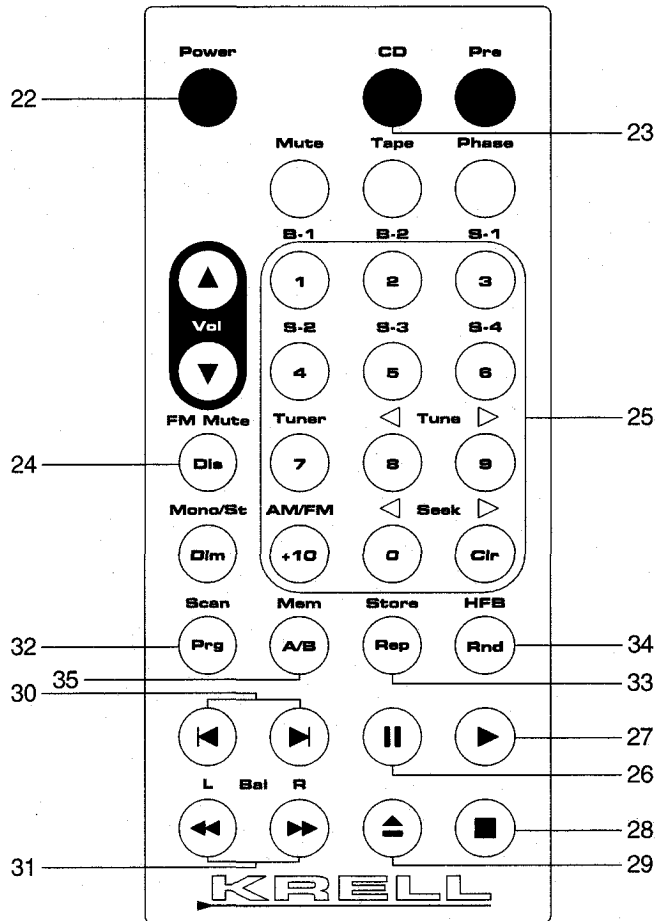 Power CD Pre
22
23
Mute Tape Phase
B-1 B-2 S-1
1 2 3
Vol
S-2 S-3 S-4
4 5 6
25
FM Mute Tuner Tune
24 Dis 7 8 9
Mono/St AM/FM Seek
Dim +10 0 Clr
Scan Mem Store HFB
32 Prg A/B Rep Rnd 34
35 33
30
27
26
L Bal R
28
29
31
KRELL